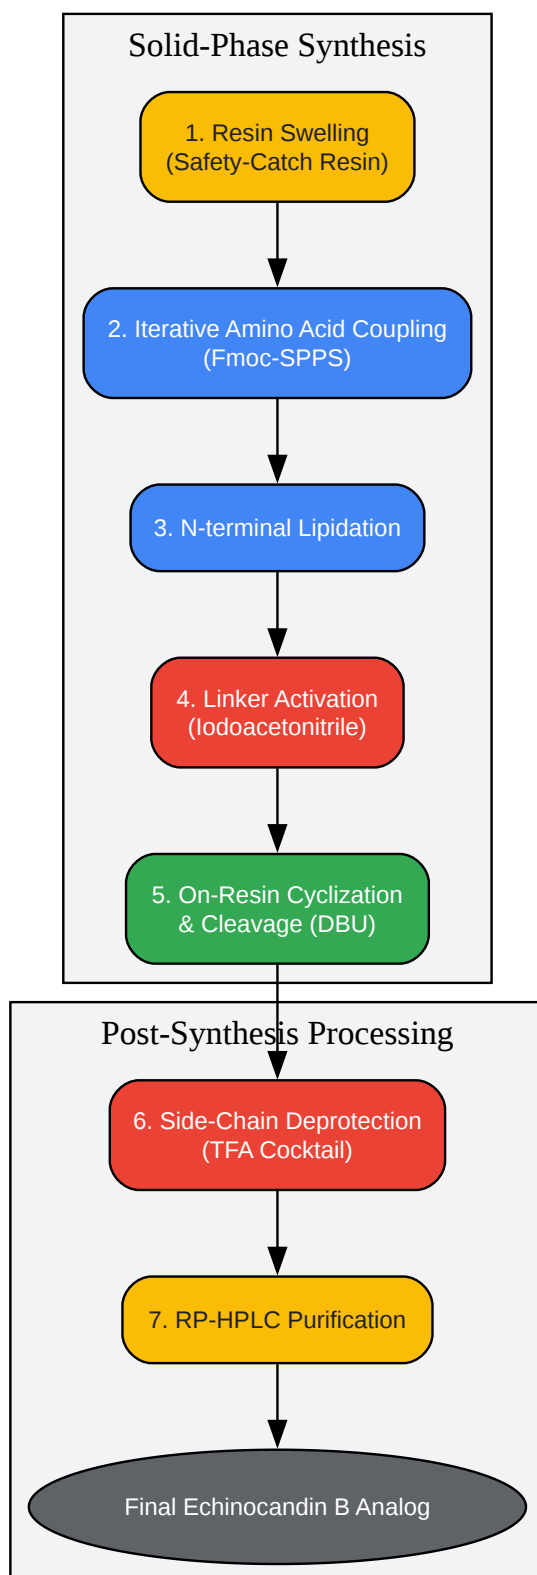 Solid-Phase Synthesis
1. Resin Swelling
(Safety-Catch Resin)
2. Iterative Amino Acid Coupling
(Fmoc-SPPS)
3. N-terminal Lipidation
4. Linker Activation
(Iodoacetonitrile)
5. On-Resin Cyclization
& Cleavage (DBU)
Post-Synthesis Processing
6. Side-Chain Deprotection
(TFA Cocktail)
7. RP-HPLC Purification
Final Echinocandin B Analog